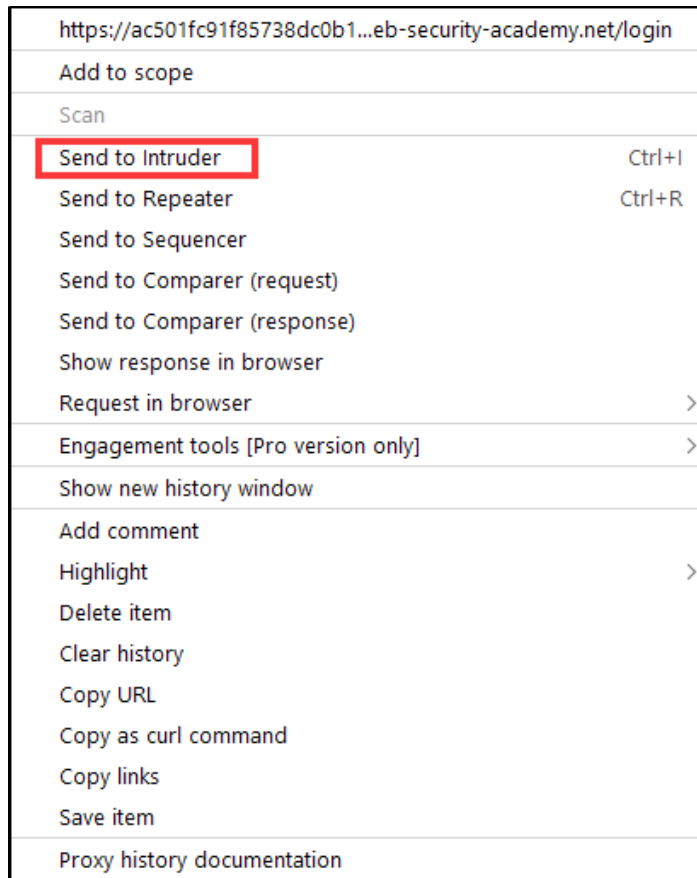 https://ac501fc91f85738dc0b1...eb-security-academy.net/login
Add to scope
Scan
Send to Intruder Ctrl+I
Send to Repeater Ctrl+R
Send to Sequencer
Send to Comparer (request)
Send to Comparer (response)
Show response in browser
Request in browser
Engagement tools [Pro version only]
Show new history window
Add comment
Highlight
Delete item
Clear history
Copy URL
Copy as curl command
Copy links
Save item
Proxy history documentation